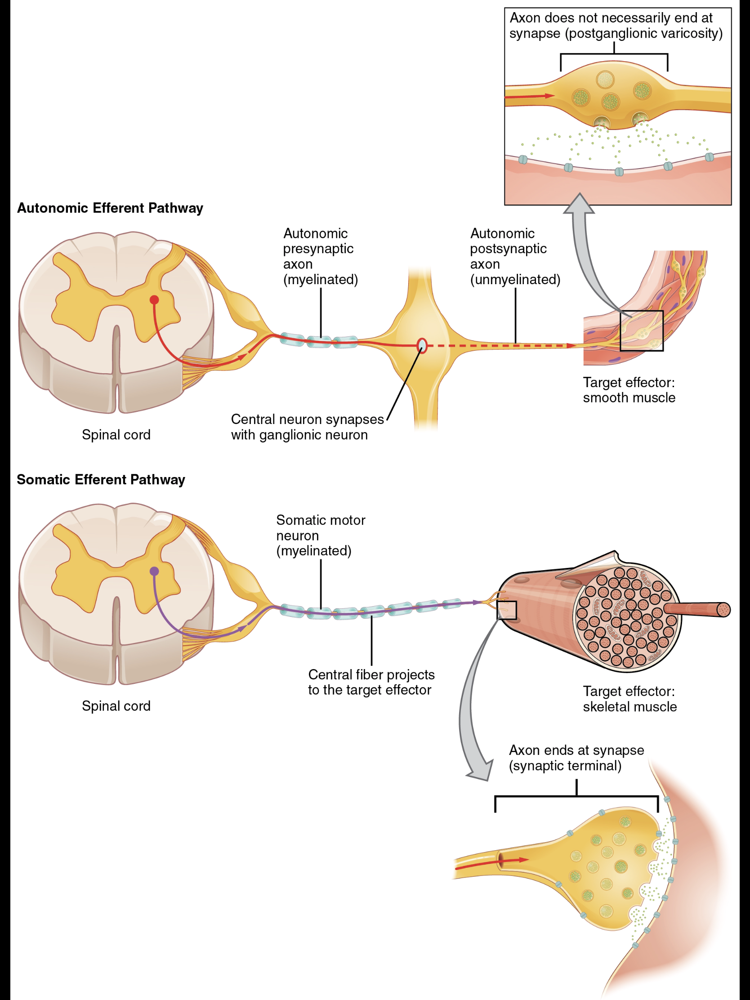 Axon does not necessarily end at
synapse (postganglionic varicosity)
Autonomic Efferent Pathway
Autonomic
presynaptic
axon
(myelinated)
Autonomic
postsynaptic
axon
(unmyelinated)
Target effector:
smooth muscle
Central neuron synapses
with ganglionic neuron
Spinal cord
Somatic Efferent Pathway
Somatic motor
neuron
(myelinated)
Central fiber projects
to the target effector
Target effector:
skeletal muscle
Spinal cord
Axon ends at synapse
(synaptic terminal)